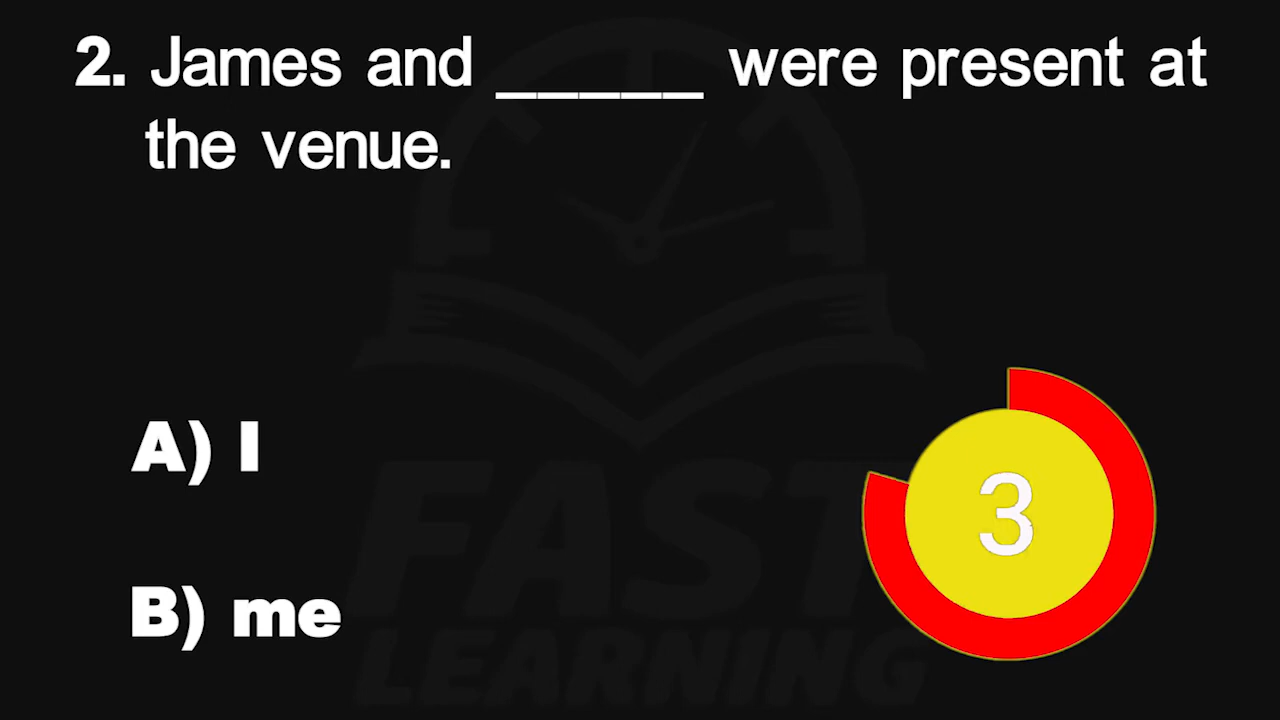 2. James and ______ were present at
the venue.
A) I
3
B) me
FAST
LEARNING